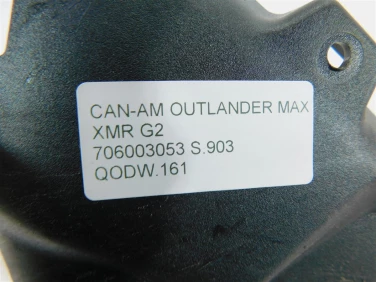 CAN-AM OUTLANDER MAX
XMR G2
706003053 S.903
QODW.161